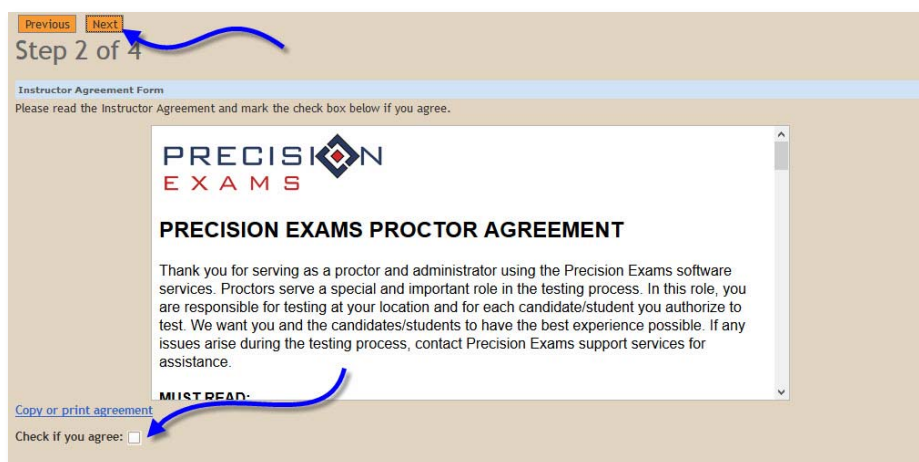 Previous Next
Step 2 of 4
Instructor Agreement Form
Please read the Instructor Agreement and mark the check box below if you agree.
PRECISION
EXAMS
PRECISION EXAMS PROCTOR AGREEMENT
Thank you for serving as a proctor and administrator using the Precision Exams software
services. Proctors serve a special and important role in the testing process. In this role, you
are responsible for testing at your location and for each candidate/student you authorize to
test. We want you and the candidates/students to have the best experience possible. If any
issues arise during the testing process, contact Precision Exams support services for
assistance.
MUST READ:
Copy or print agreement
Check if you agree: